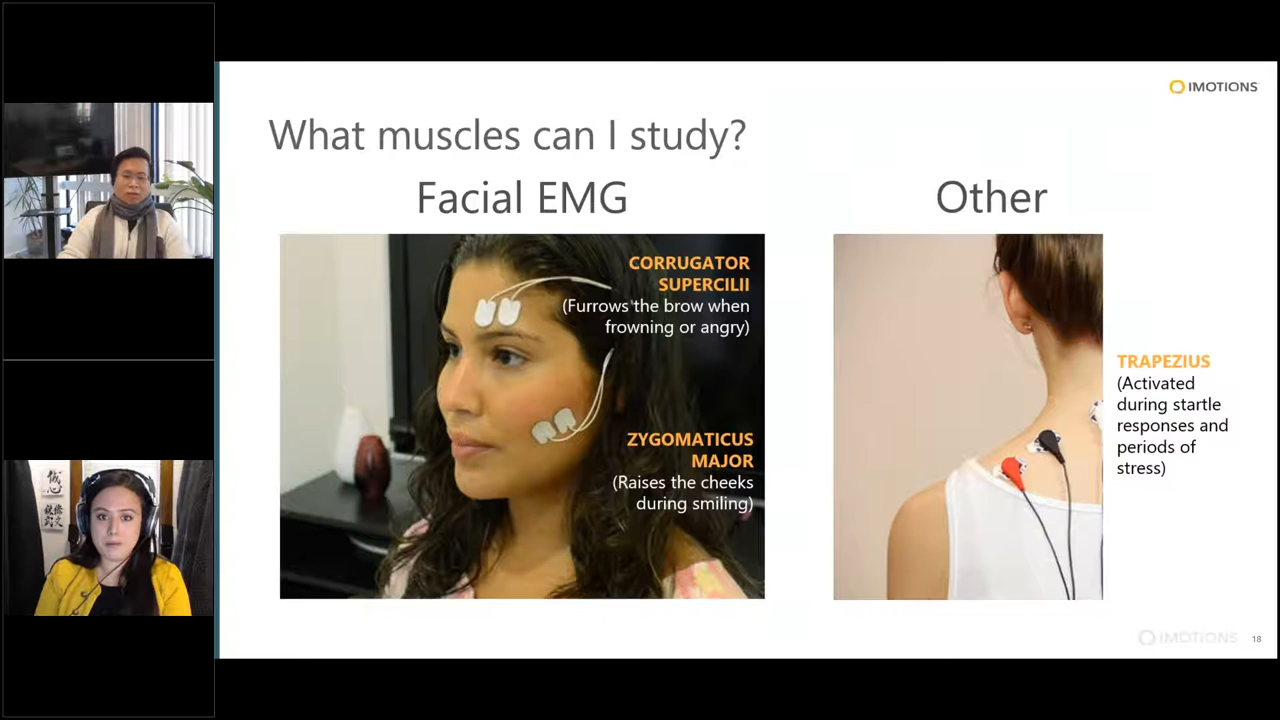 IMOTIONS
What muscles can I study?
Facial EMG
Other
CORRUGATOR
SUPERCILII
(Furrows the brow when
frowning or angry)
ZYGOMATICUS
MAJOR
(Raises the cheeks
during smiling)
TRAPEZIUS
(Activated
during startle
responses and
periods of
stress)
IMOTIONS
18